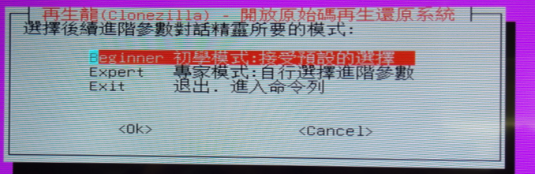 再生龍(Clonezilla) - 開放原始碼再生還原系統
選擇後續進階參數對話精靈所要的模式:
Beginner 初學模式:接受預設的選擇
Expert 專家模式:自行選擇進階參數
Exit 退出. 進入命令列
<Ok> <Cancel>